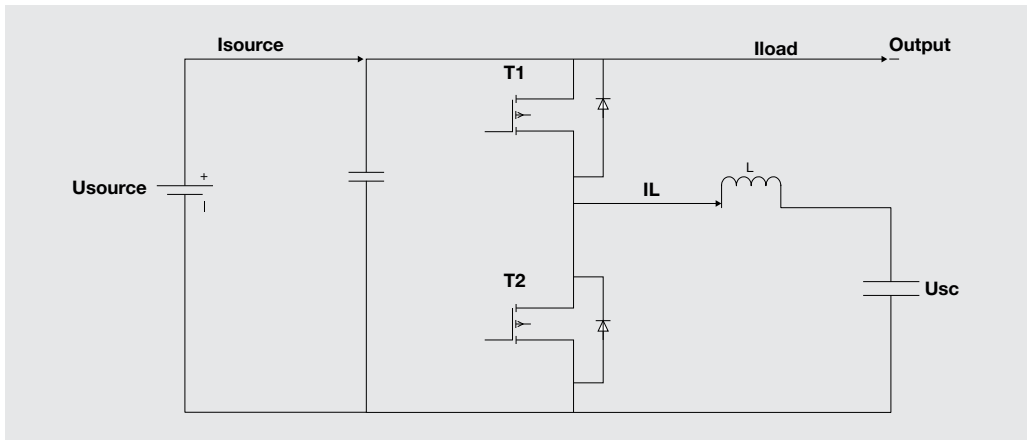 Isource
Iload
Output
T1
Usource
+
L
IL
T2
Usc